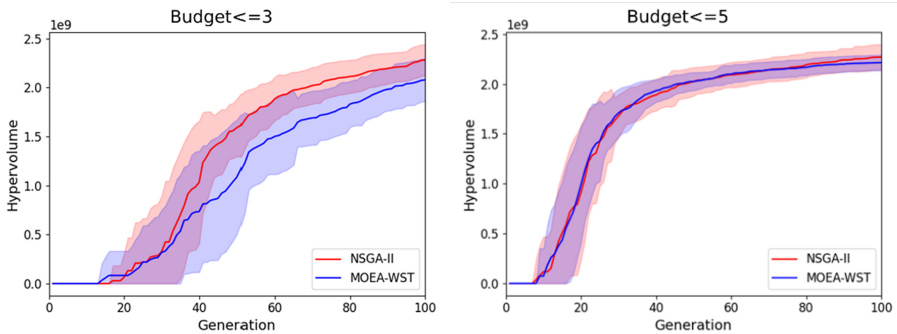 Budget<=3
1e9
2.5
2.0
1.5
1.0
0.5
0.0
Hypervolume
0 20 40 60 80 100
Generation
NSGA-II
MOEA-WST
Budget<=5
1e9
2.5
2.0
1.5
1.0
0.5
0.0
Hypervolume
0 20 40 60 80 100
Generation
NSGA-II
MOEA-WST